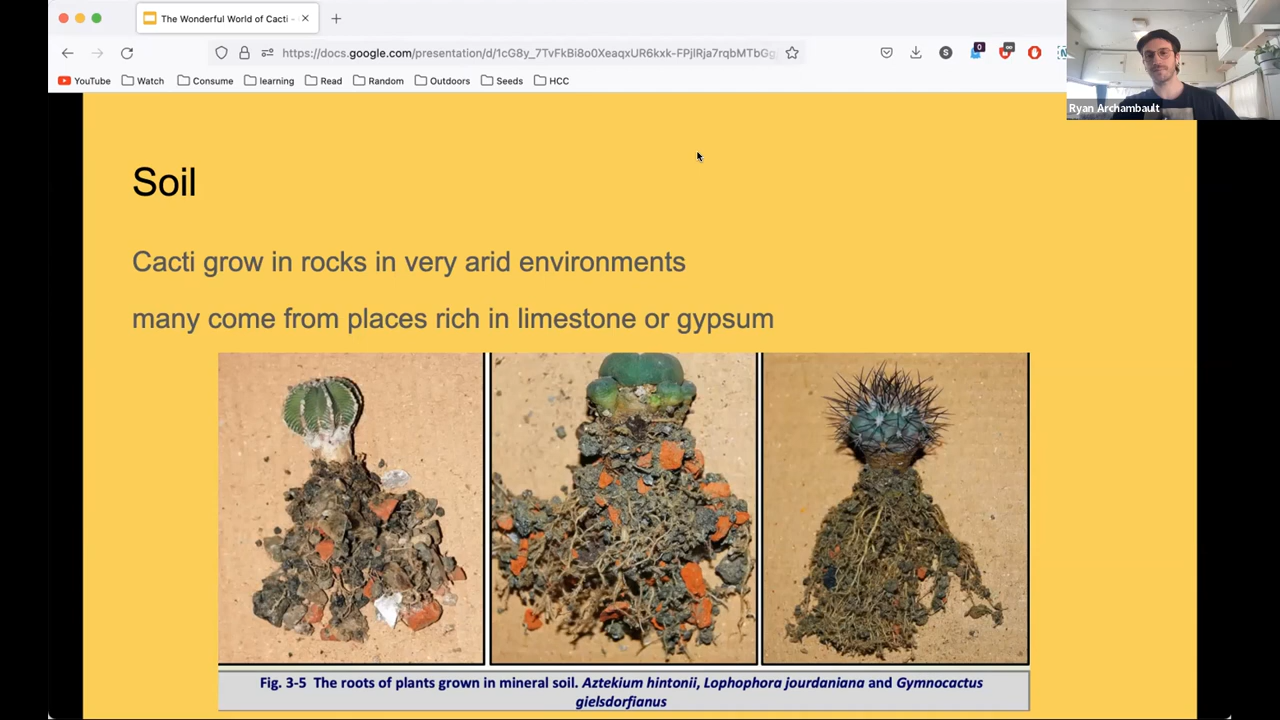 The Wonderful World of Cacti -
https://docs.google.com/presentation/d/1cG8y_7TvFkBi8o0XeaqxUR6kxk-FPjlRja7rqbMTbGg
YouTube Watch Consume learning Read Random Outdoors Seeds HCC
Ryan Archambault
Soil
Cacti grow in rocks in very arid environments
many come from places rich in limestone or gypsum
Fig. 3-5 The roots of plants grown in mineral soil. Aztekium hintonii, Lophophora jourdaniana and Gymnocactus
gielsdorfianus